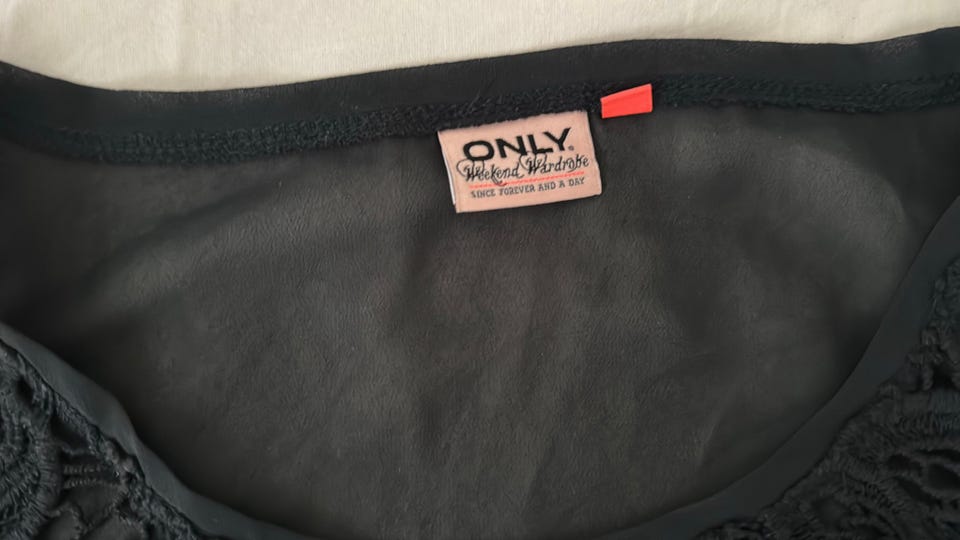 ONLY®
Weekend Wardrobe
SINCE FOREVER AND A DAY